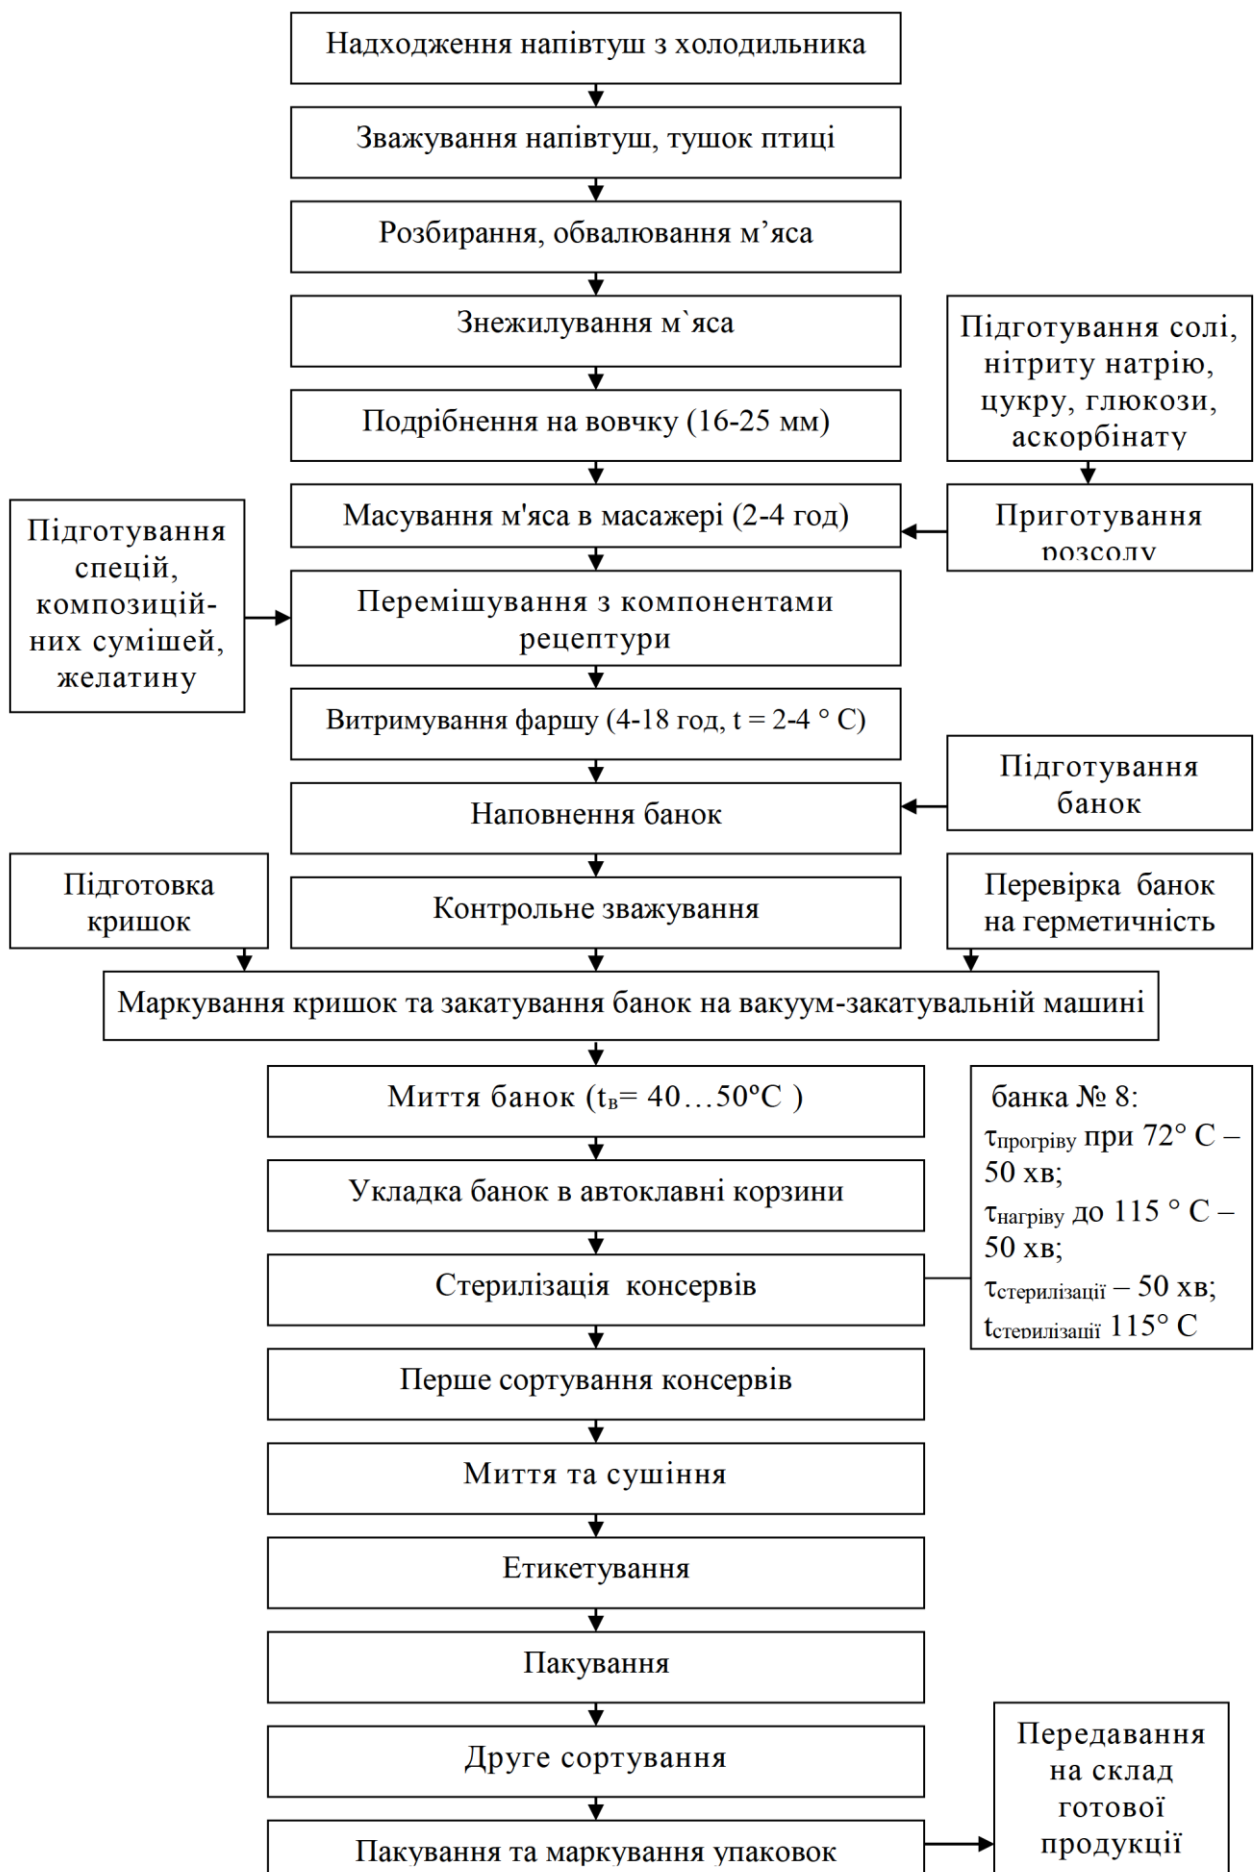 Надходження напівтуш з холодильника
Зважування напівтуш, тушок птиці
Розбирання, обвалювання м’яса
Знежилування м`яса
Підготування солі,
нітриту натрію,
цукру, глюкози,
аскорбінату
Подрібнення на вовчку (16-25 мм)
Масування м'яса в масажері (2-4 год)
Приготування
розсолу
Підготування
спецій,
композицій-
них сумішей,
желатину
Перемішування з компонентами
рецептури
Витримування фаршу (4-18 год, t = 2-4 ° С)
Підготування
банок
Наповнення банок
Підготовка
кришок
Контрольне зважування
Перевірка банок
на герметичність
Маркування кришок та закатування банок на вакуум-закатувальній машині
Миття банок (tв= 40…50ºС )
банка № 8:
τпрогріву при 72° С –
50 хв;
τнагріву до 115 ° С –
50 хв;
τстерилізації – 50 хв;
tстерилізації 115° С
Укладка банок в автоклавні корзини
Стерилізація консервів
Перше сортування консервів
Миття та сушіння
Етикетування
Пакування
Друге сортування
Передавання
на склад
готової
продукції
Пакування та маркування упаковок